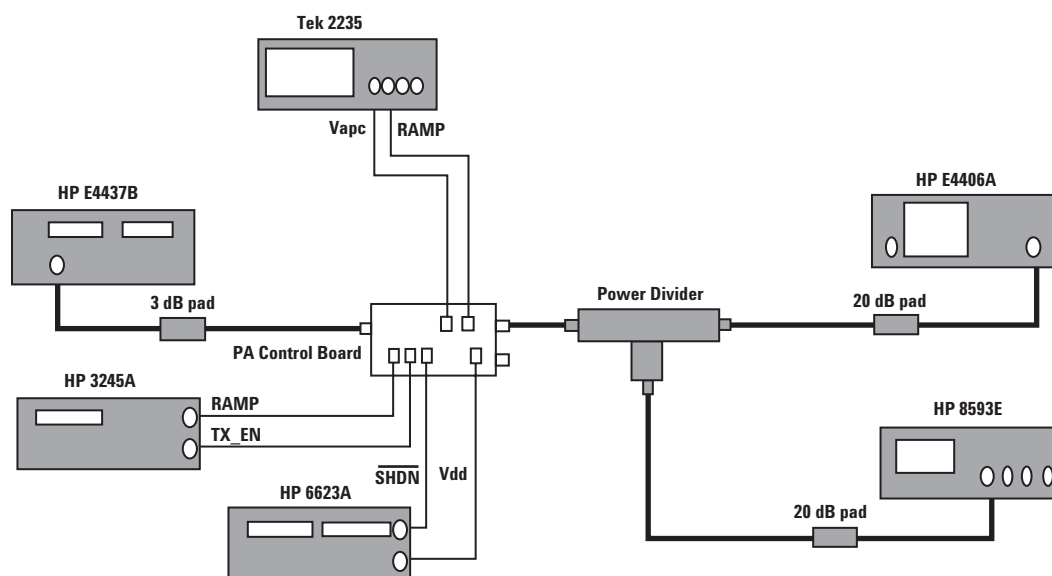 Tek 2235
Vapc
RAMP
HP E4437B
HP E4406A
3 dB pad
Power Divider
20 dB pad
PA Control Board
HP 3245A
RAMP
TX_EN
HP 8593E
SHDN
Vdd
HP 6623A
20 dB pad